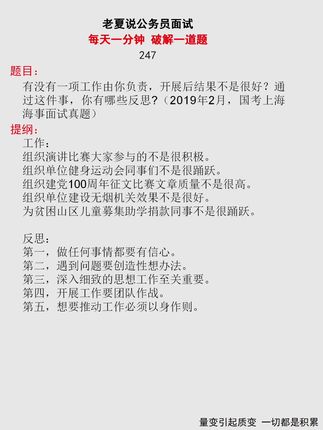 老夏说公务员面试
每天一分钟 破解一道题
247
题目：
有没有一项工作由你负责，开展后结果不是很好？通
过这件事，你有哪些反思?（2019年2月，国考上海
海事面试真题）
提纲：
工作：
组织演讲比赛大家参与的不是很积极。
组织单位健身运动会同事们不是很踊跃。
组织建党100周年征文比赛文章质量不是很高。
组织单位建设无烟机关效果不是很好。
为贫困山区儿童募集助学捐款同事不是很踊跃。
反思：
第一，做任何事情都要有信心。
第二，遇到问题要创造性想办法。
第三，深入细致的思想工作至关重要。
第四，开展工作要团队作战。
第五，想要推动工作必须以身作则。
量变引起质变 一切都是积累